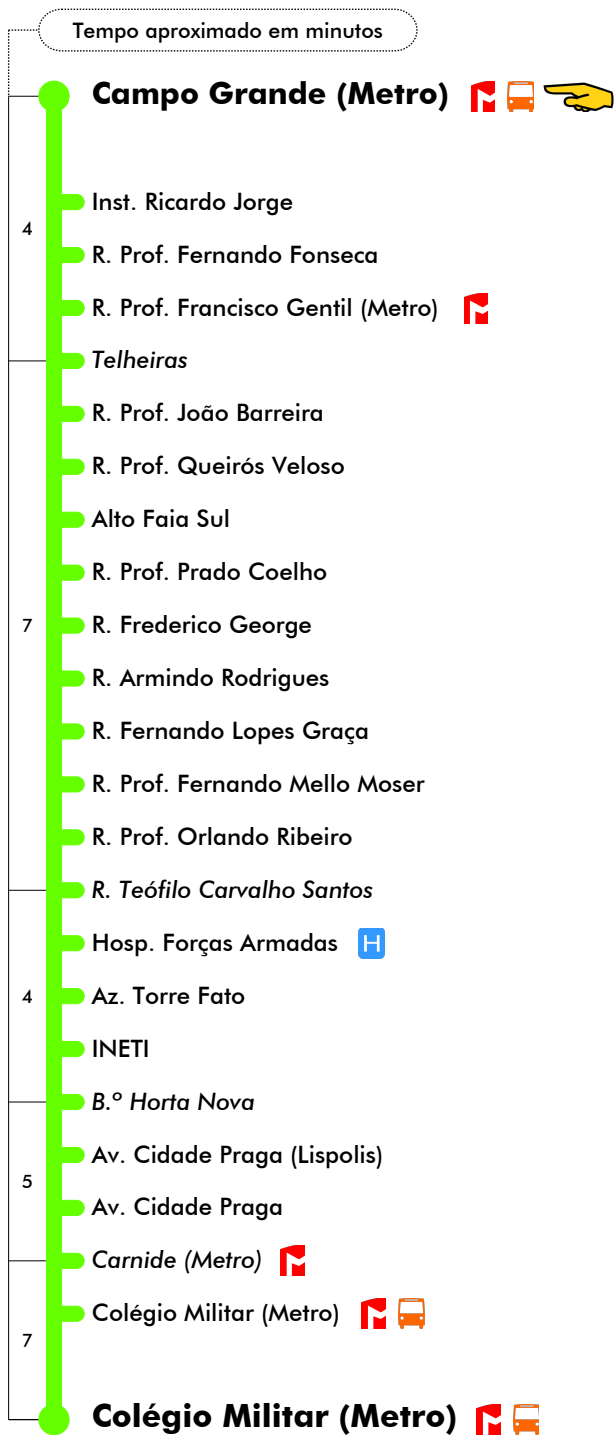 Tempo aproximado em minutos
Campo Grande (Metro)
Inst. Ricardo Jorge
4
R. Prof. Fernando Fonseca
R. Prof. Francisco Gentil (Metro)
Telheiras
R. Prof. João Barreira
R. Prof. Queirós Veloso
Alto Faia Sul
R. Prof. Prado Coelho
7
R. Frederico George
R. Armindo Rodrigues
R. Fernando Lopes Graça
R. Prof. Fernando Mello Moser
R. Prof. Orlando Ribeiro
R. Teófilo Carvalho Santos
Hosp. Forças Armadas H
4
Az. Torre Fato
INETI
B.º Horta Nova
Av. Cidade Praga (Lispolis)
5
Av. Cidade Praga
Carnide (Metro)
Colégio Militar (Metro)
7
Colégio Militar (Metro)